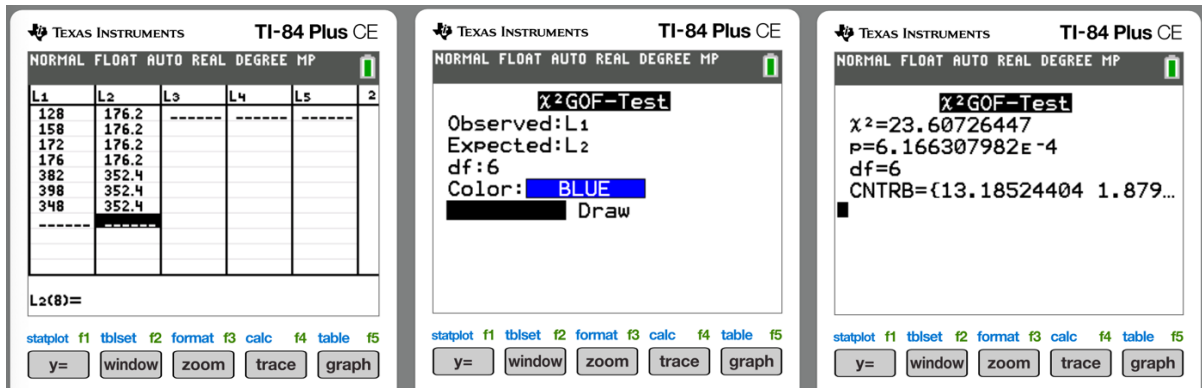 TEXAS INSTRUMENTS TI-84 Plus CE
NORMAL FLOAT AUTO REAL DEGREE MP
L1 L2 L3 L4 L5 2
128 176.2 ------ ------ ------
158 176.2
172 176.2
176 176.2
382 352.4
398 352.4
348 352.4
------ ------
L2(8)=
statplot f1 tblset f2 format f3 calc f4 table f5
y= window zoom trace graph
TEXAS INSTRUMENTS TI-84 Plus CE
NORMAL FLOAT AUTO REAL DEGREE MP
χ²GOF-Test
Observed:L1
Expected:L2
df:6
Color: BLUE
Draw
statplot f1 tblset f2 format f3 calc f4 table f5
y= window zoom trace graph
TEXAS INSTRUMENTS TI-84 Plus CE
NORMAL FLOAT AUTO REAL DEGREE MP
χ²GOF-Test
χ²=23.60726447
p=6.166307982ᴇ-4
df=6
CNTRB={13.18524404 1.879…
statplot f1 tblset f2 format f3 calc f4 table f5
y= window zoom trace graph